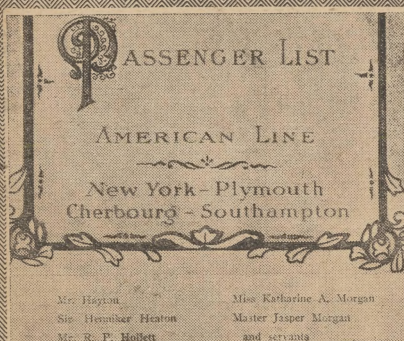 PASSENGER LIST
AMERICAN LINE
New York - Plymouth
Cherbourg - Southampton
Mr. Hayton
Sir Henniker Heaton
Mr. R. P. Hollett
Miss Katharine A. Morgan
Master Jasper Morgan
and servants